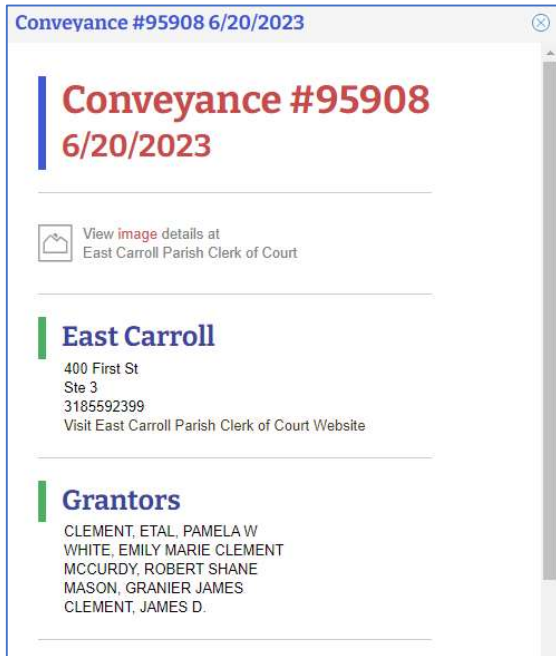 Conveyance #95908 6/20/2023
Conveyance #95908
6/20/2023
View image details at
East Carroll Parish Clerk of Court
East Carroll
400 First St
Ste 3
3185592399
Visit East Carroll Parish Clerk of Court Website
Grantors
CLEMENT, ETAL, PAMELA W
WHITE, EMILY MARIE CLEMENT
MCCURDY, ROBERT SHANE
MASON, GRANIER JAMES
CLEMENT, JAMES D.